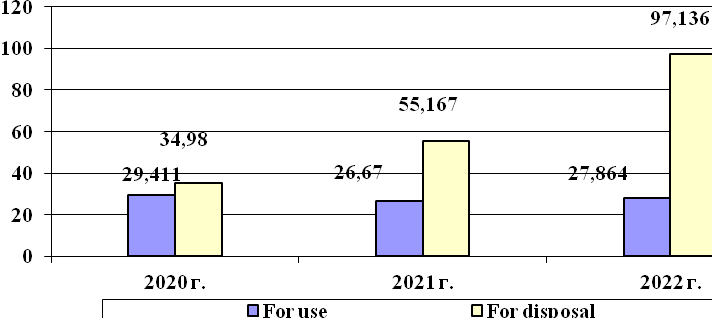 120
97,136
100
80
55,167
60
34,98
40
29,411
26,67
27,864
20
0
2020 г.
2021 г.
2022 г.
For use
For disposal